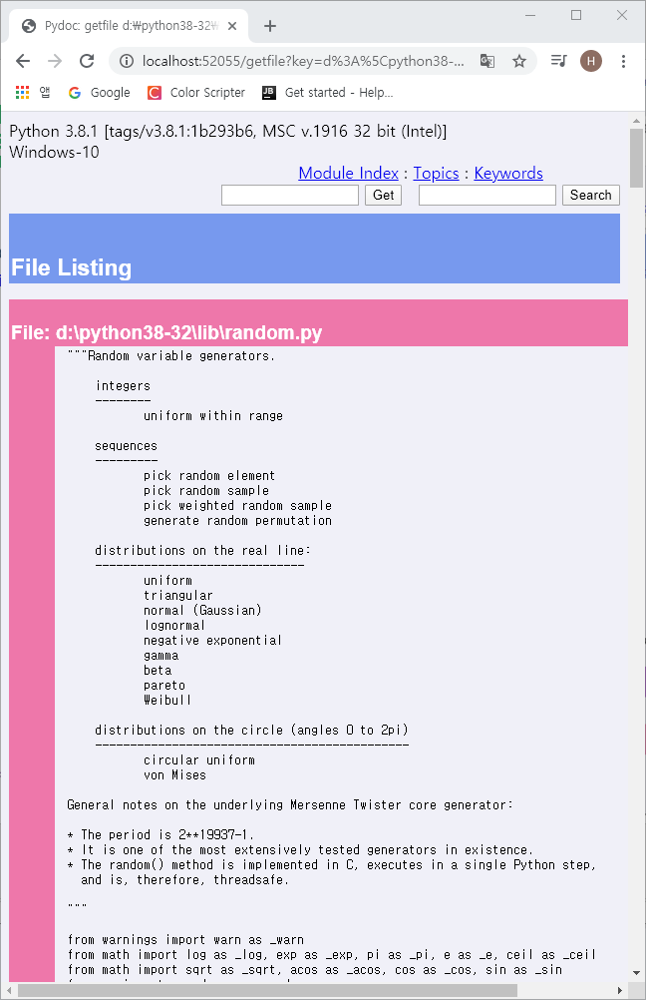 Pydoc: getfile d:\python38-32\
localhost:52055/getfile?key=d%3A%5Cpython38-...
H
앱
G Google
C Color Scripter
JB Get started - Help...
Python 3.8.1 [tags/v3.8.1:1b293b6, MSC v.1916 32 bit (Intel)]
Windows-10
Module Index : Topics : Keywords
Get Search
File Listing
File: d:\python38-32\lib\random.py
"""Random variable generators.
integers
--------
uniform within range
sequences
---------
pick random element
pick random sample
pick weighted random sample
generate random permutation
distributions on the real line:
------------------------------
uniform
triangular
normal (Gaussian)
lognormal
negative exponential
gamma
beta
pareto
Weibull
distributions on the circle (angles 0 to 2pi)
---------------------------------------------
circular uniform
von Mises
General notes on the underlying Mersenne Twister core generator:
* The period is 2**19937-1.
* It is one of the most extensively tested generators in existence.
* The random() method is implemented in C, executes in a single Python step,
and is, therefore, threadsafe.
"""
from warnings import warn as _warn
from math import log as _log, exp as _exp, pi as _pi, e as _e, ceil as _ceil
from math import sqrt as _sqrt, acos as _acos, cos as _cos, sin as _sin